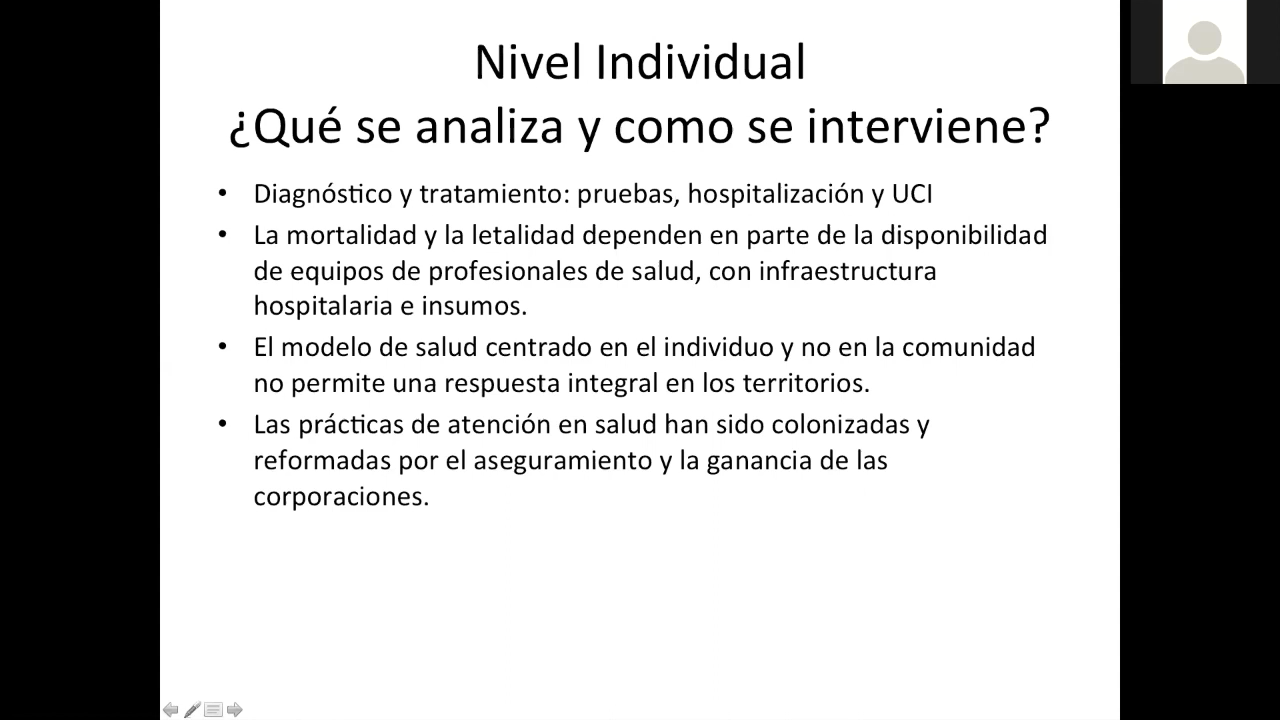 Nivel Individual
¿Qué se analiza y como se interviene?
• Diagnóstico y tratamiento: pruebas, hospitalización y UCI
• La mortalidad y la letalidad dependen en parte de la disponibilidad
de equipos de profesionales de salud, con infraestructura
hospitalaria e insumos.
• El modelo de salud centrado en el individuo y no en la comunidad
no permite una respuesta integral en los territorios.
• Las prácticas de atención en salud han sido colonizadas y
reformadas por el aseguramiento y la ganancia de las
corporaciones.